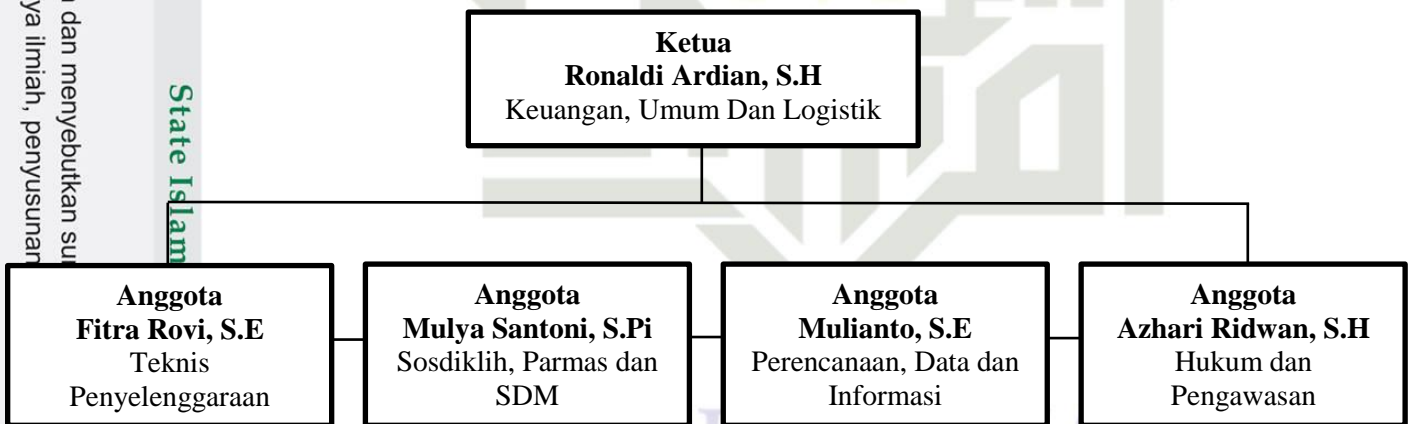 Ketua
Ronaldi Ardian, S.H
Keuangan, Umum Dan Logistik
Anggota
Fitra Rovi, S.E
Teknis
Penyelenggaraan
Anggota
Mulya Santoni, S.Pi
Sosdiklih, Parmas dan
SDM
Anggota
Mulianto, S.E
Perencanaan, Data dan
Informasi
Anggota
Azhari Ridwan, S.H
Hukum dan
Pengawasan
State Islam
dan menyebutkan
ilmiah, penyusunan